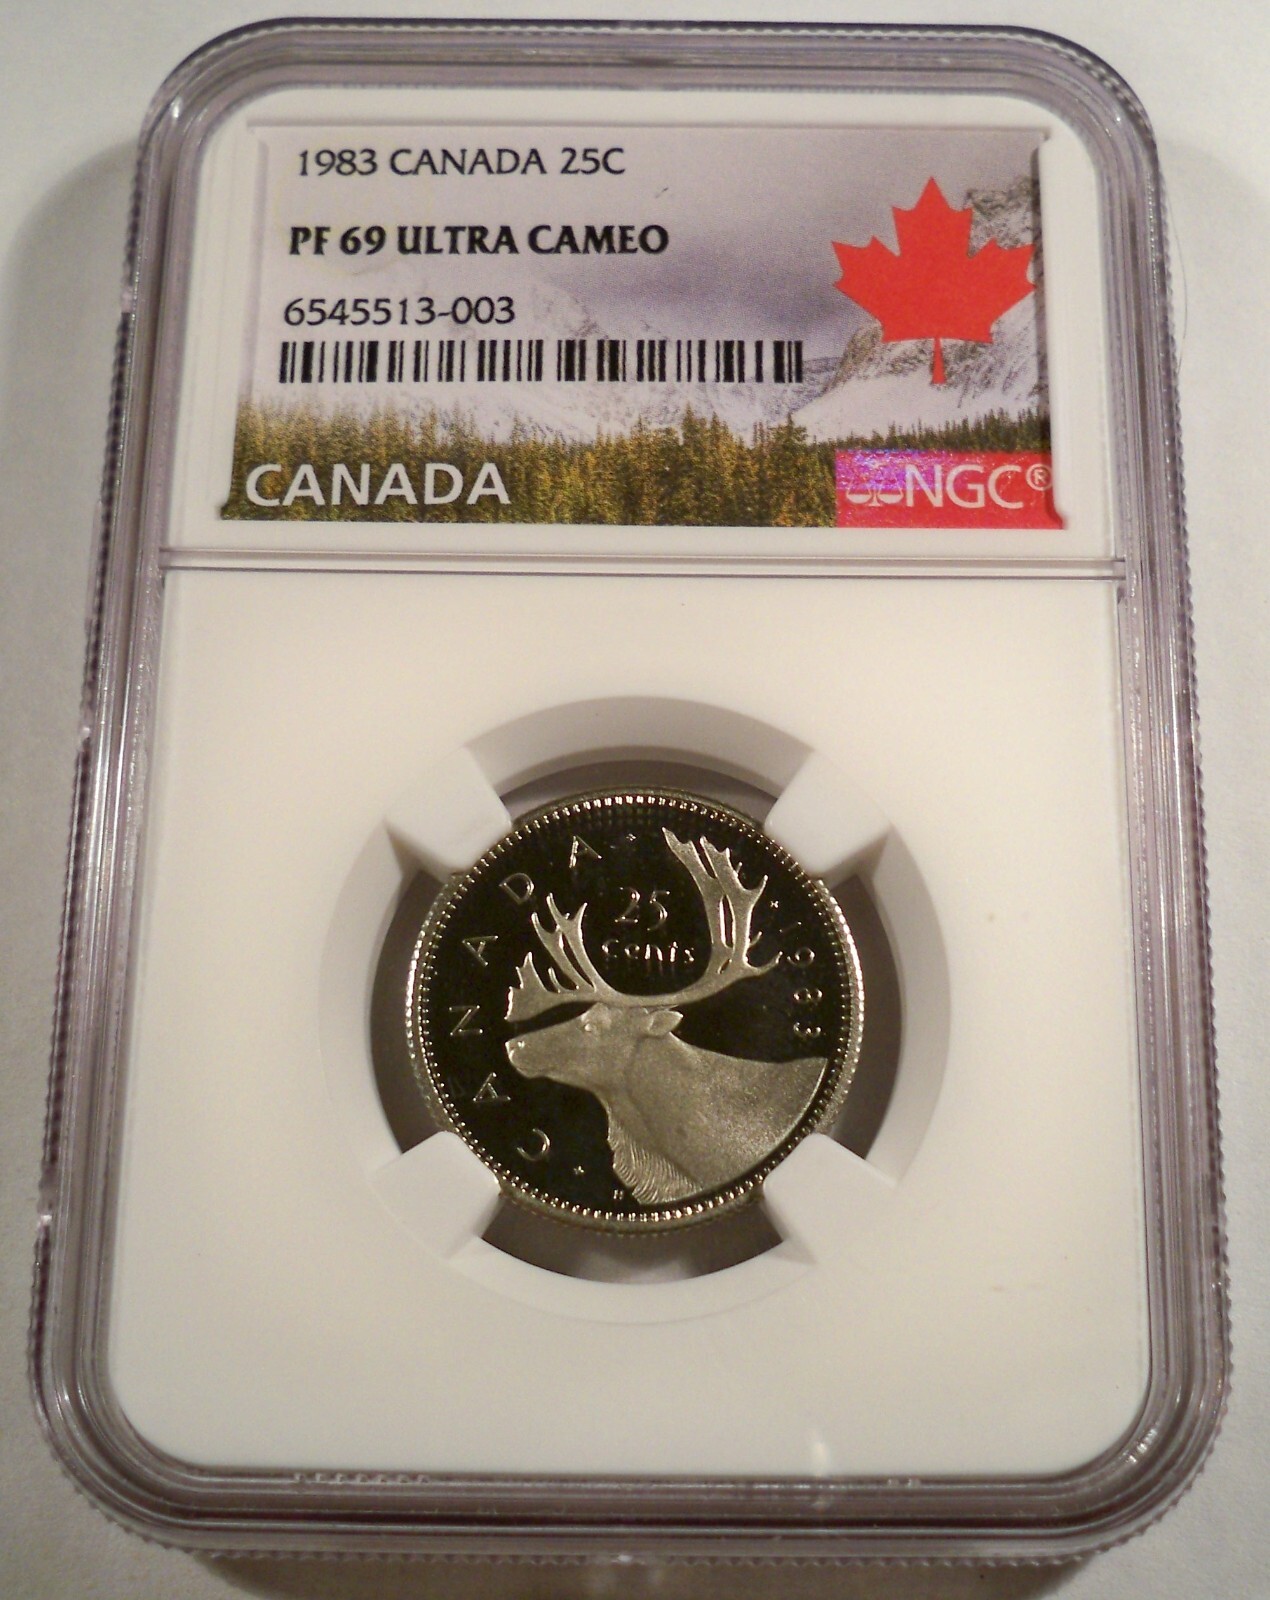 1983 CANADA 25C
PF 69 ULTRA CAMEO
6545513-003
CANADA
NGC®
CANADA
25
cents
1983
H